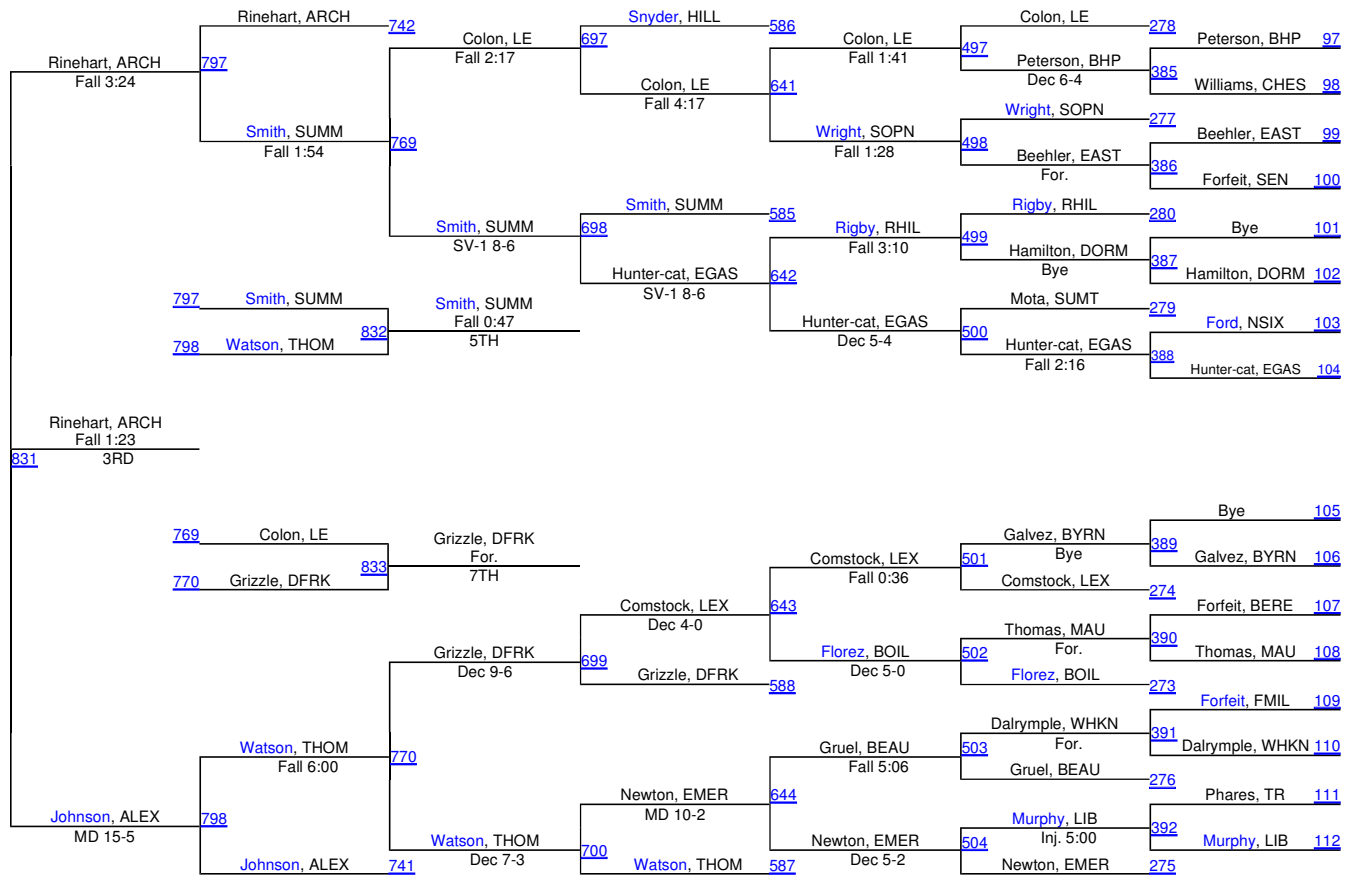 Rinehart, ARCH
742
Snyder, HILL
586
Colon, LE
278
Peterson, BHP 97
Colon, LE
697
Colon, LE
497
Fall 2:17
Fall 1:41
Rinehart, ARCH
797
Peterson, BHP
385
Fall 3:24
Dec 6-4
Colon, LE
641
Williams, CHES 98
Fall 4:17
Wright, SOPN
277
Smith, SUMM
769
Wright, SOPN
498
Beehler, EAST 99
Fall 1:54
Fall 1:28
Beehler, EAST
386
For.
Forfeit, SEN 100
Smith, SUMM
585
Rigby, RHIL
280
Smith, SUMM
698
Rigby, RHIL
499
Bye 101
SV-1 8-6
Fall 3:10
Hamilton, DORM
387
Bye
Hunter-cat, EGAS
642
Hamilton, DORM 102
SV-1 8-6
797
Smith, SUMM
Smith, SUMM
Mota, SUMT
279
Fall 0:47
832
5TH
Hunter-cat, EGAS
500
Ford, NSIX 103
Dec 5-4
798
Watson, THOM
Hunter-cat, EGAS
388
Fall 2:16
Hunter-cat, EGAS 104
Rinehart, ARCH
Fall 1:23
831
3RD
Bye 105
769
Colon, LE
Grizzle, DFRK
Galvez, BYRN
389
For.
Bye
833
7TH
Comstock, LEX
501
Galvez, BYRN 106
Fall 0:36
770
Grizzle, DFRK
Comstock, LEX
274
Comstock, LEX
643
Forfeit, BERE 107
Dec 4-0
Thomas, MAU
390
For.
Grizzle, DFRK
699
Florez, BOIL
502
Thomas, MAU 108
Dec 9-6
Dec 5-0
Grizzle, DFRK
588
Florez, BOIL
273
Forfeit, FMIL 109
Dalrymple, WHKN
391
For.
Watson, THOM
770
Gruel, BEAU
503
Dalrymple, WHKN 110
Fall 6:00
Fall 5:06
Gruel, BEAU
276
Newton, EMER
644
Phares, TR 111
MD 10-2
Johnson, ALEX
798
Murphy, LIB
392
MD 15-5
Inj. 5:00
Watson, THOM
700
Newton, EMER
504
Murphy, LIB 112
Dec 7-3
Dec 5-2
Johnson, ALEX
741
Watson, THOM
587
Newton, EMER
275